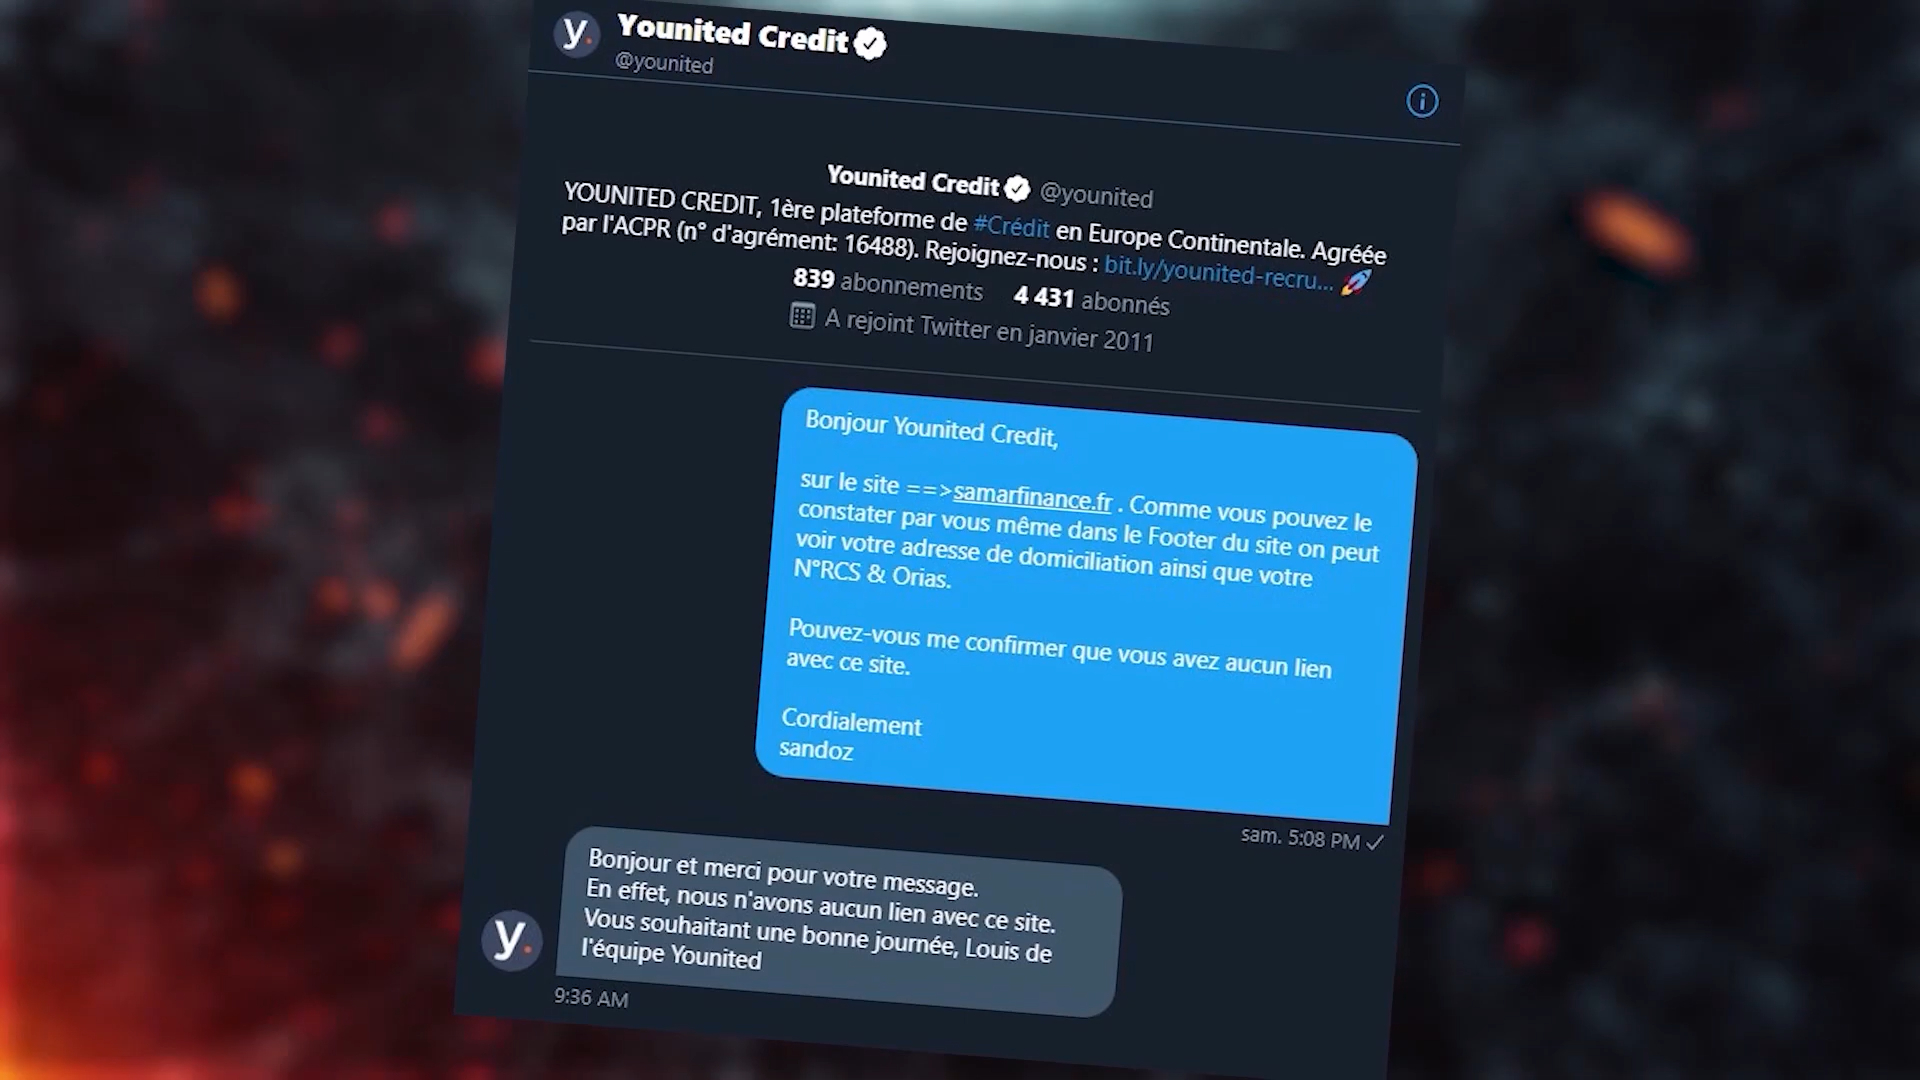 y.
Younited Credit
@younited
Younited Credit @younited
YOUNITED CREDIT, 1ère plateforme de #Crédit en Europe Continentale. Agréée
par l'ACPR (n° d'agrément: 16488). Rejoignez-nous : bit.ly/younited-recru... 🚀
839 abonnements 4 431 abonnés
A rejoint Twitter en janvier 2011
Bonjour Younited Credit,
sur le site ==>samarfinance.fr . Comme vous pouvez le
constater par vous même dans le Footer du site on peut
voir votre adresse de domiciliation ainsi que votre
N°RCS & Orias.
Pouvez-vous me confirmer que vous avez aucun lien
avec ce site.
Cordialement
sandoz
sam. 5:08 PM
Bonjour et merci pour votre message.
En effet, nous n'avons aucun lien avec ce site.
Vous souhaitant une bonne journée, Louis de
l'équipe Younited
y.
9:36 AM